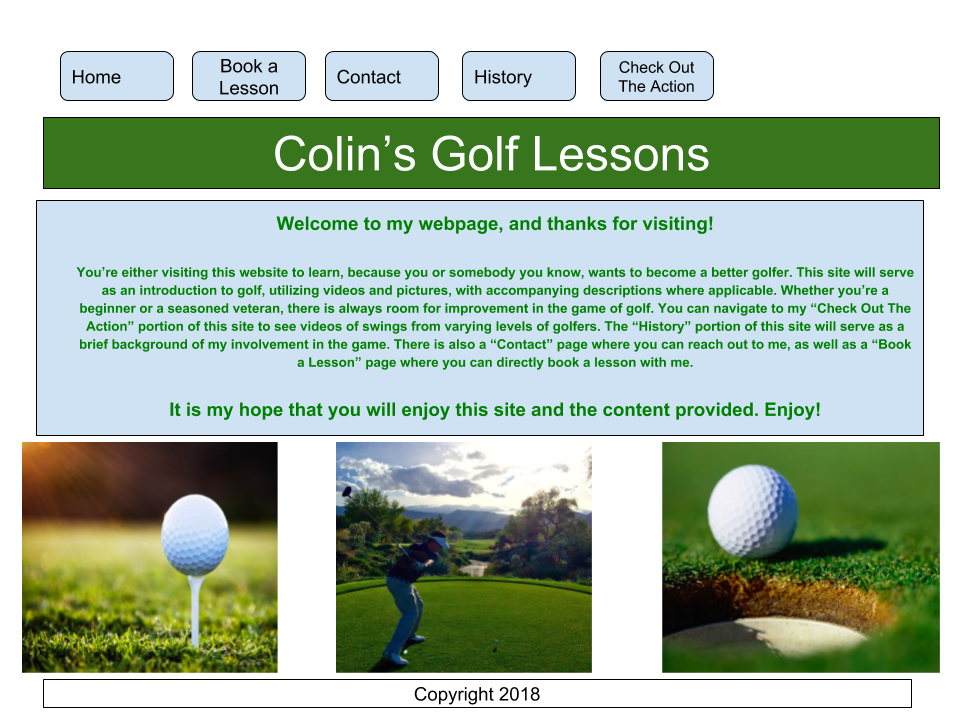 Home
Book a
Lesson
Contact
History
Check Out
The Action
Colin’s Golf Lessons
Welcome to my webpage, and thanks for visiting!
You’re either visiting this website to learn, because you or somebody you know, wants to become a better golfer. This site will serve
as an introduction to golf, utilizing videos and pictures, with accompanying descriptions where applicable. Whether you’re a
beginner or a seasoned veteran, there is always room for improvement in the game of golf. You can navigate to my “Check Out The
Action” portion of this site to see videos of swings from varying levels of golfers. The “History” portion of this site will serve as a
brief background of my involvement in the game. There is also a “Contact” page where you can reach out to me, as well as a “Book
a Lesson” page where you can directly book a lesson with me.
It is my hope that you will enjoy this site and the content provided. Enjoy!
Copyright 2018